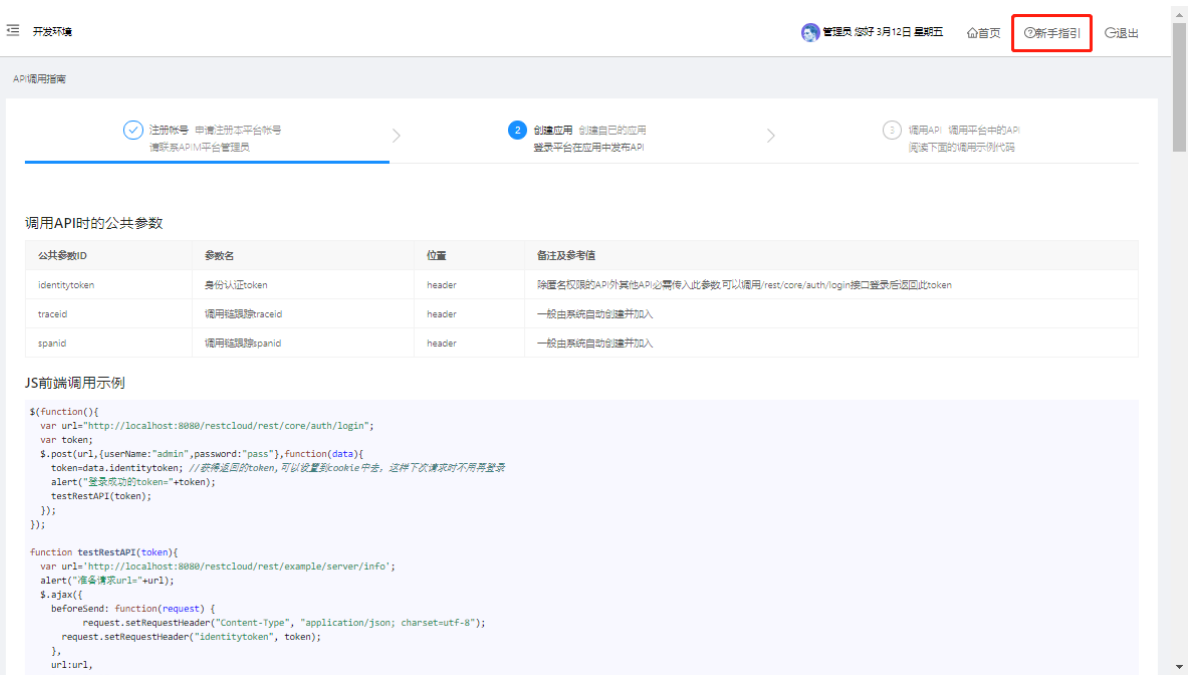 开发环境
管理员 您好 3月12日 星期五 首页 新手指引 退出
API调用指南
注册帐号 申请注册本平台帐号
请联系APIM平台管理员
2 创建应用 创建自已的应用
登录平台在应用中发布API
3 调用API 调用平台中的API
阅读下面的调用示例代码
调用API时的公共参数
公共参数ID 参数名 位置 备注及参考值
identitytoken 身份认证token header 除匿名权限的API外其他API必需传入此参数,可以调用/rest/core/auth/login接口登录后返回此token
traceid 调用链跟踪traceid header 一般由系统自动创建并加入
spanid 调用链跟踪spanid header 一般由系统自动创建并加入
JS前端调用示例
$(function(){
var url="http://localhost:8080/restcloud/rest/core/auth/login";
var token;
$.post(url,{userName:"admin",password:"pass"},function(data){
token=data.identitytoken; //获得返回的token,可以设置到cookie中去，这样下次请求时不用再登录
alert("登录成功的token="+token);
testRestAPI(token);
});
});
function testRestAPI(token){
var url='http://localhost:8080/restcloud/rest/example/server/info';
alert("准备请求url="+url);
$.ajax({
beforeSend: function(request) {
request.setRequestHeader("Content-Type", "application/json; charset=utf-8");
request.setRequestHeader("identitytoken", token);
},
url:url,